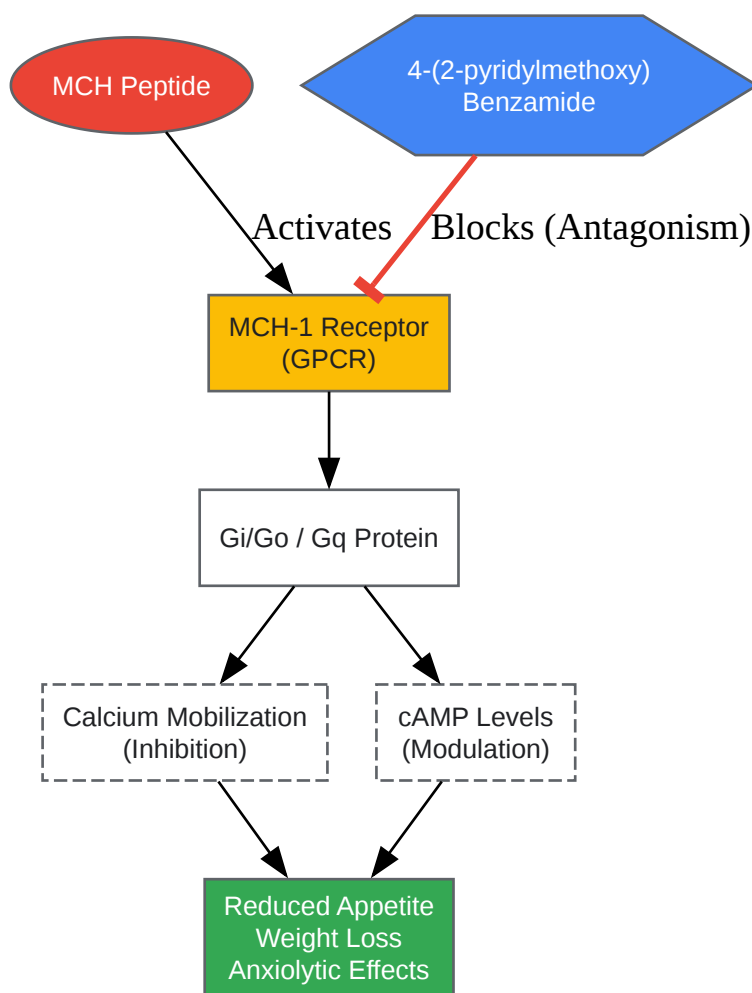 MCH Peptide
4-(2-pyridylmethoxy)
Benzamide
Activates
Blocks (Antagonism)
MCH-1 Receptor
(GPCR)
Gi/Go / Gq Protein
Calcium Mobilization
(Inhibition)
cAMP Levels
(Modulation)
Reduced Appetite
Weight Loss
Anxiolytic Effects